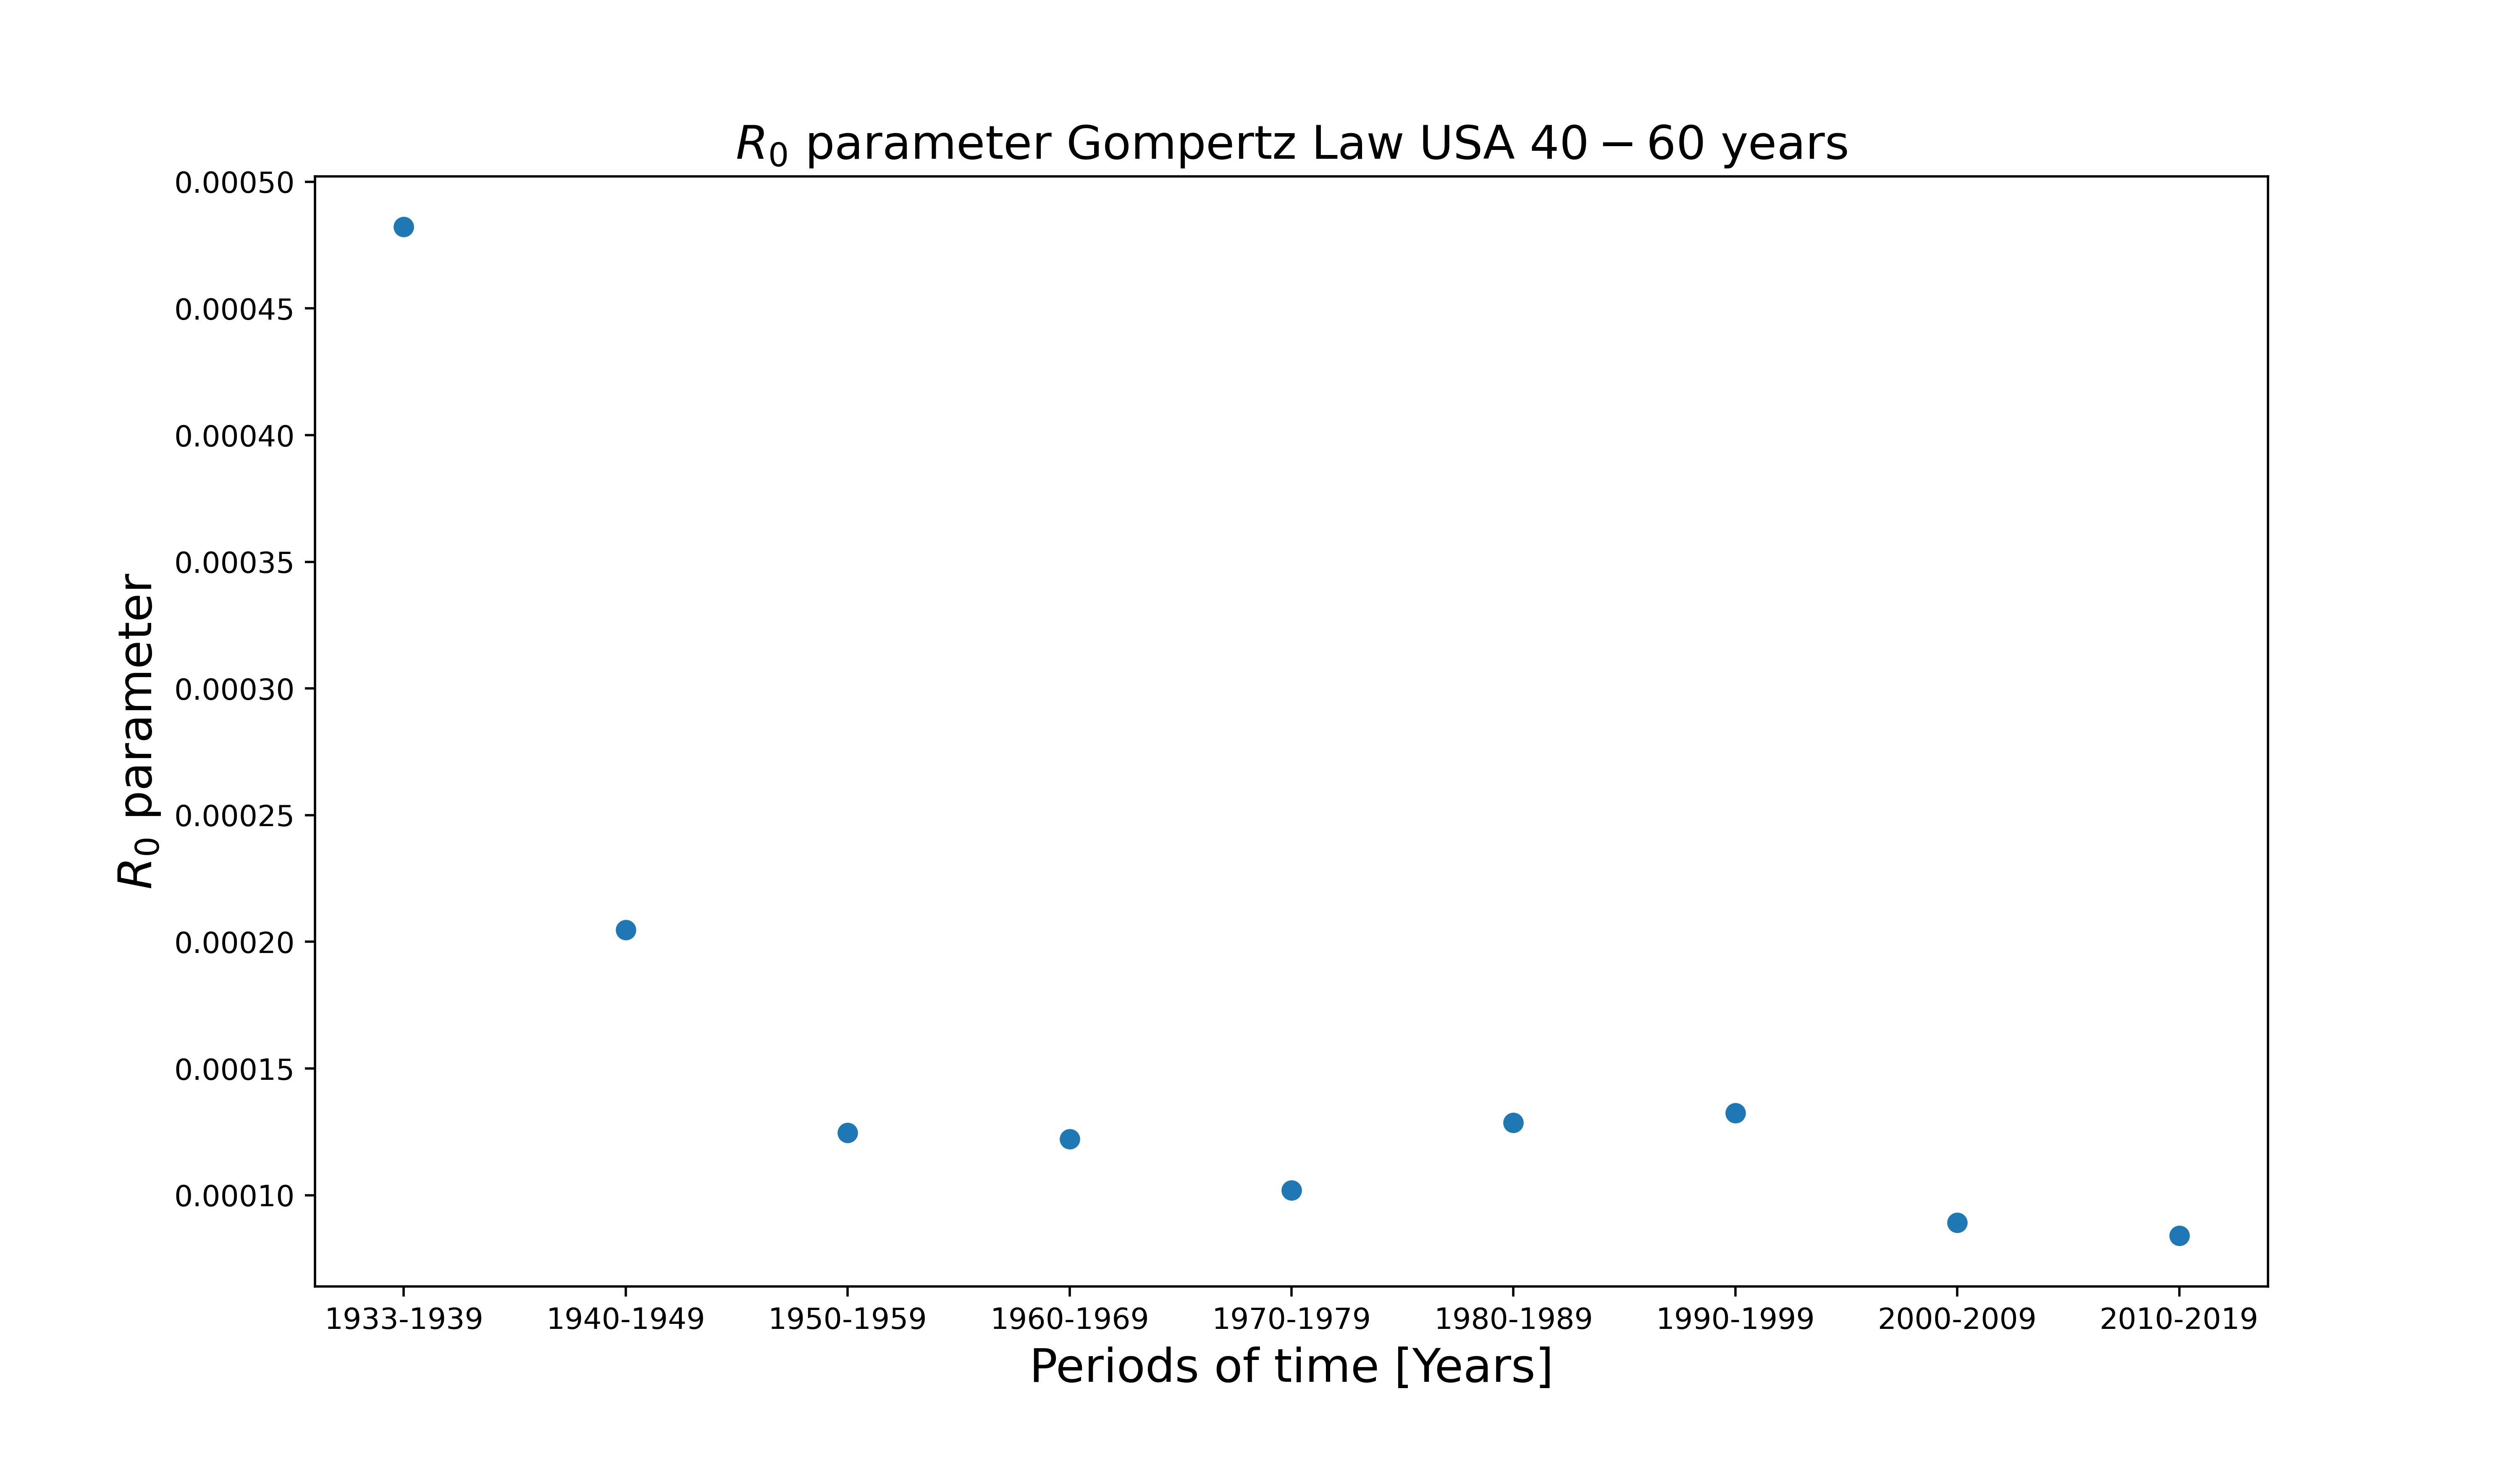 R₀ parameter Gompertz Law USA 40 − 60 years
0.00050
0.00045
0.00040
0.00035
0.00030
0.00025
0.00020
0.00015
0.00010
R₀ parameter
1933-1939 1940-1949 1950-1959 1960-1969 1970-1979 1980-1989 1990-1999 2000-2009 2010-2019
Periods of time [Years]